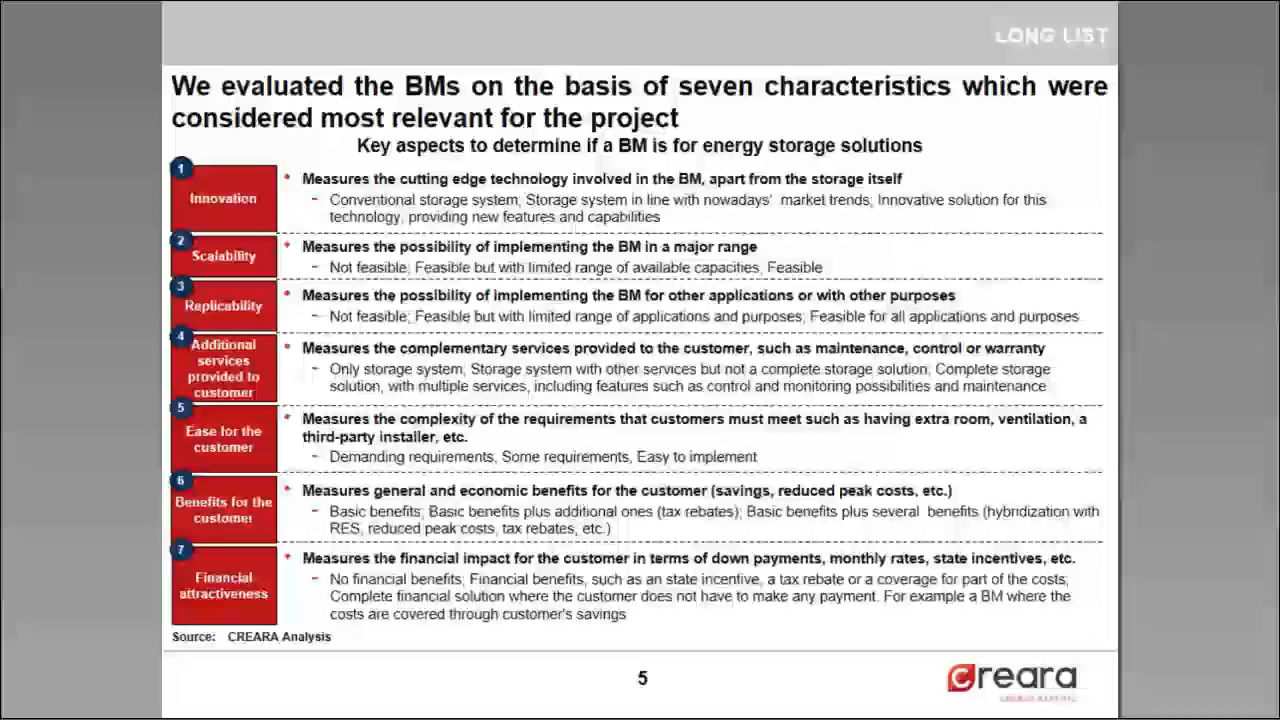 LONG LIST
We evaluated the BMs on the basis of seven characteristics which were
considered most relevant for the project
Key aspects to determine if a BM is for energy storage solutions
1
Innovation
• Measures the cutting edge technology involved in the BM, apart from the storage itself
- Conventional storage system; Storage system in line with nowadays' market trends; Innovative solution for this
technology, providing new features and capabilities
2
Scalability
• Measures the possibility of implementing the BM in a major range
- Not feasible; Feasible but with limited range of available capacities; Feasible
3
Replicability
• Measures the possibility of implementing the BM for other applications or with other purposes
- Not feasible; Feasible but with limited range of applications and purposes; Feasible for all applications and purposes
4
Additional
services
provided to
customer
• Measures the complementary services provided to the customer, such as maintenance, control or warranty
- Only storage system; Storage system with other services but not a complete storage solution; Complete storage
solution, with multiple services, including features such as control and monitoring possibilities and maintenance
5
Ease for the
customer
• Measures the complexity of the requirements that customers must meet such as having extra room, ventilation, a
third-party installer, etc.
- Demanding requirements, Some requirements, Easy to implement
6
Benefits for the
customer
• Measures general and economic benefits for the customer (savings, reduced peak costs, etc.)
- Basic benefits; Basic benefits plus additional ones (tax rebates); Basic benefits plus several benefits (hybridization with
RES, reduced peak costs, tax rebates, etc.)
7
Financial
attractiveness
• Measures the financial impact for the customer in terms of down payments, monthly rates, state incentives, etc.
- No financial benefits; Financial benefits, such as an state incentive, a tax rebate or a coverage for part of the costs;
Complete financial solution where the customer does not have to make any payment. For example a BM where the
costs are covered through customer's savings
Source: CREARA Analysis
5
creara